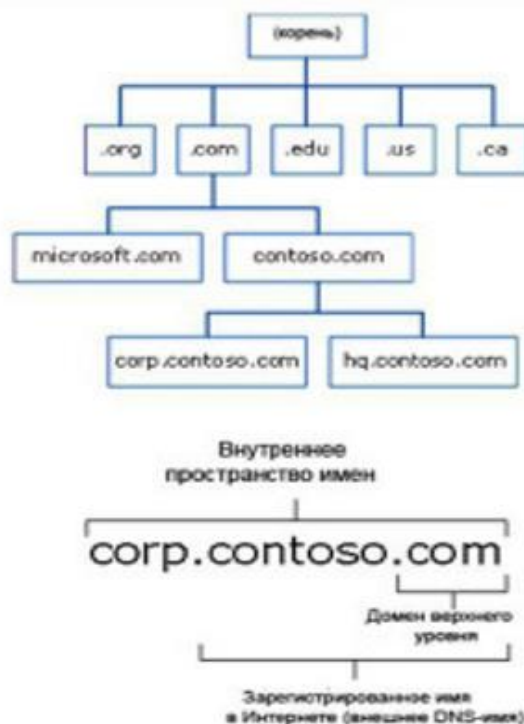 (корень)
.org .com .edu .us .ca
microsoft.com contoso.com
corp.contoso.com hq.contoso.com
Внутреннее
пространство имен
corp.contoso.com
Домен верхнего
уровня
Зарегистрированное имя
в Интернете (внешнее DNS-имя)